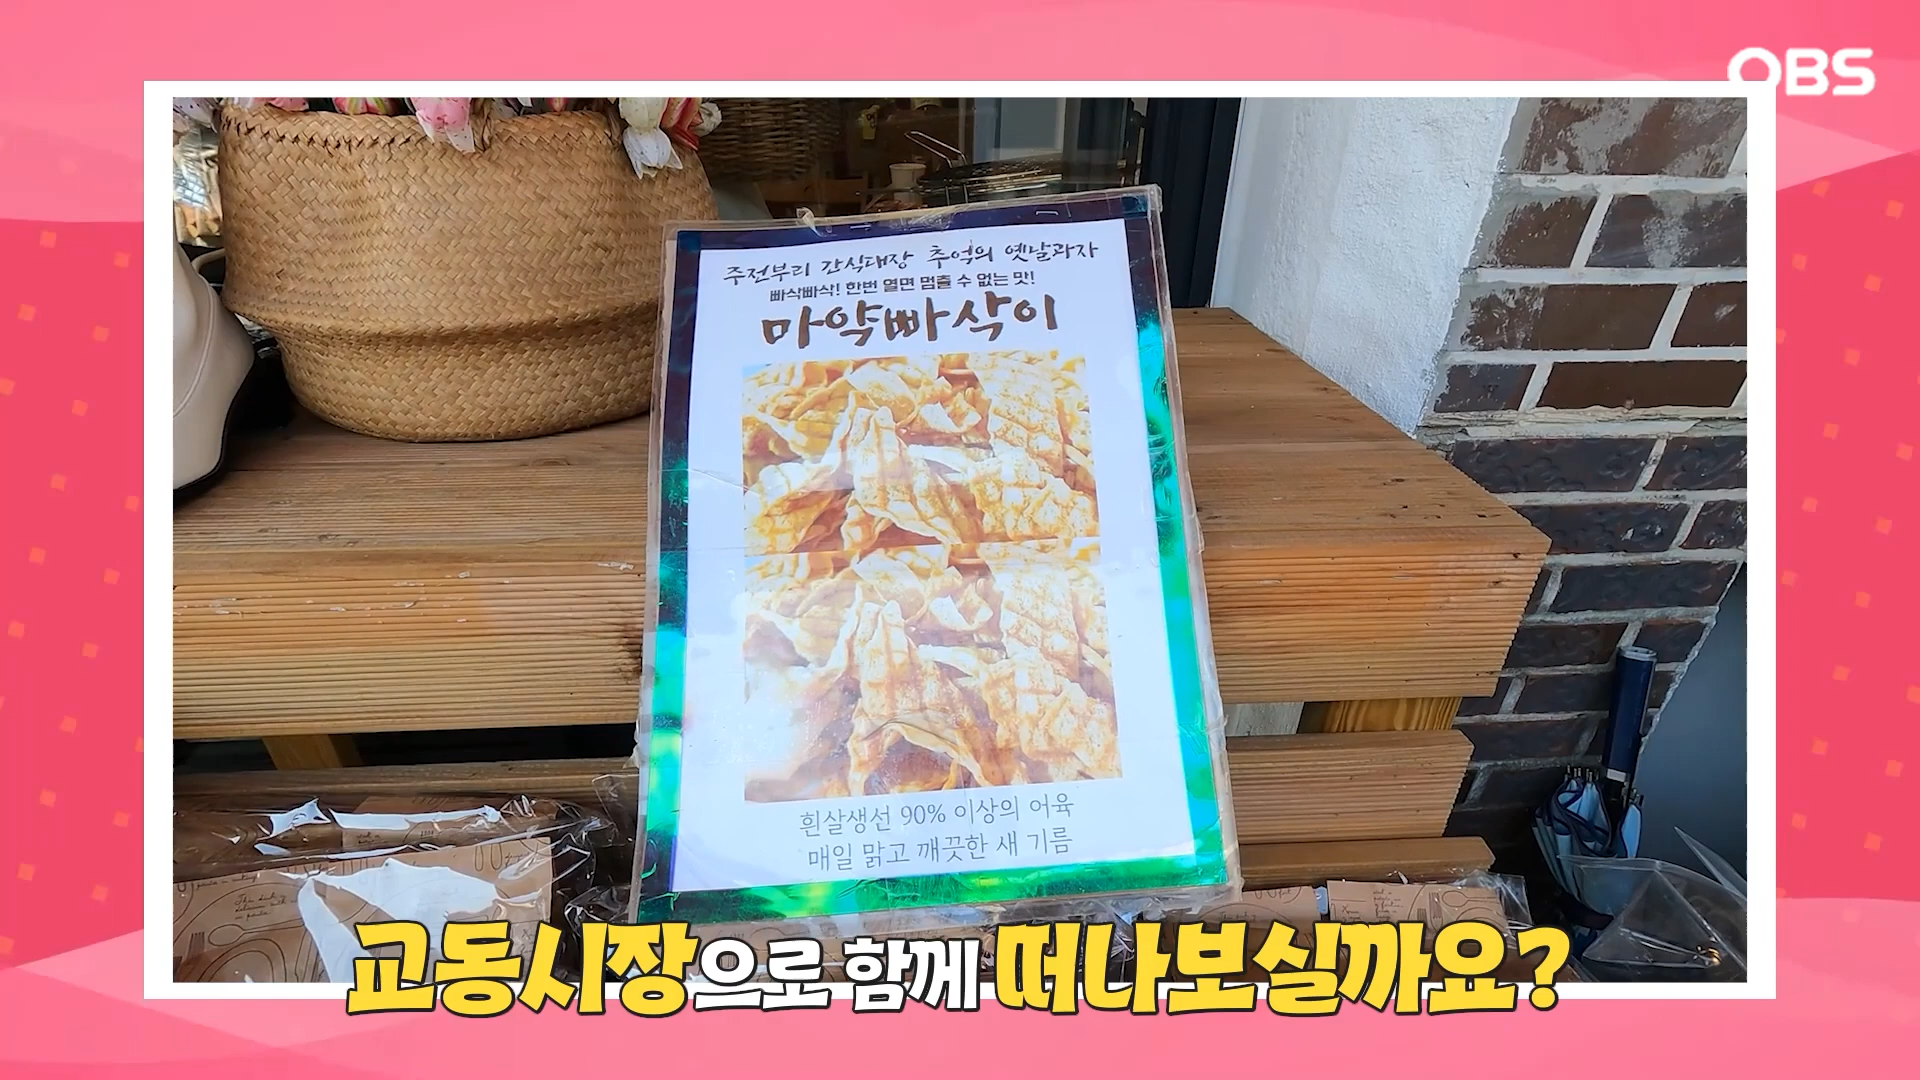 OBS
주전부리 간식대장 추억의 옛날과자
빠삭빠삭! 한번 열면 멈출 수 없는 맛!
마약빠삭이
흰살생선 90% 이상의 어육
매일 맑고 깨끗한 새 기름
교동시장으로 함께 떠나보실까요?